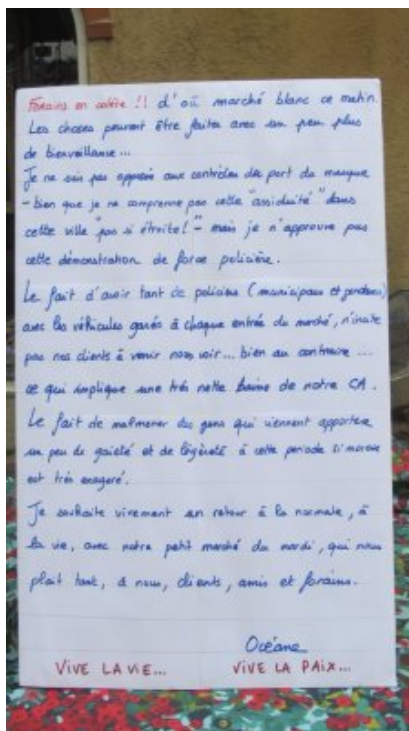 Forains en colère !! d'où marché blanc ce matin.
Les choses peuvent être faites avec un peu plus
de bienveillance...
Je ne suis pas opposée aux contrôles du port du masque
- bien que je ne comprenne pas cette "assiduité" dans
cette ville "pas si étroite!" - mais je n'approuve pas
cette démonstration de force policière.
Le fait d'avoir tant de policiers (municipaux et gendarmes)
avec les véhicules garés à chaque entrée du marché, n'incite
pas nos clients à venir nous voir... bien au contraire ...
ce qui implique une très nette baisse de notre CA.
Le fait de malmener des gens qui viennent apporter
un peu de gaieté et de légèreté à cette période si morose
est très exagéré.
Je souhaite vivement un retour à la normale, à
la vie, avec notre petit marché du mardi, qui nous
plait tant, à nous, clients, amis et forains.
Océane
VIVE LA VIE... VIVE LA PAIX...